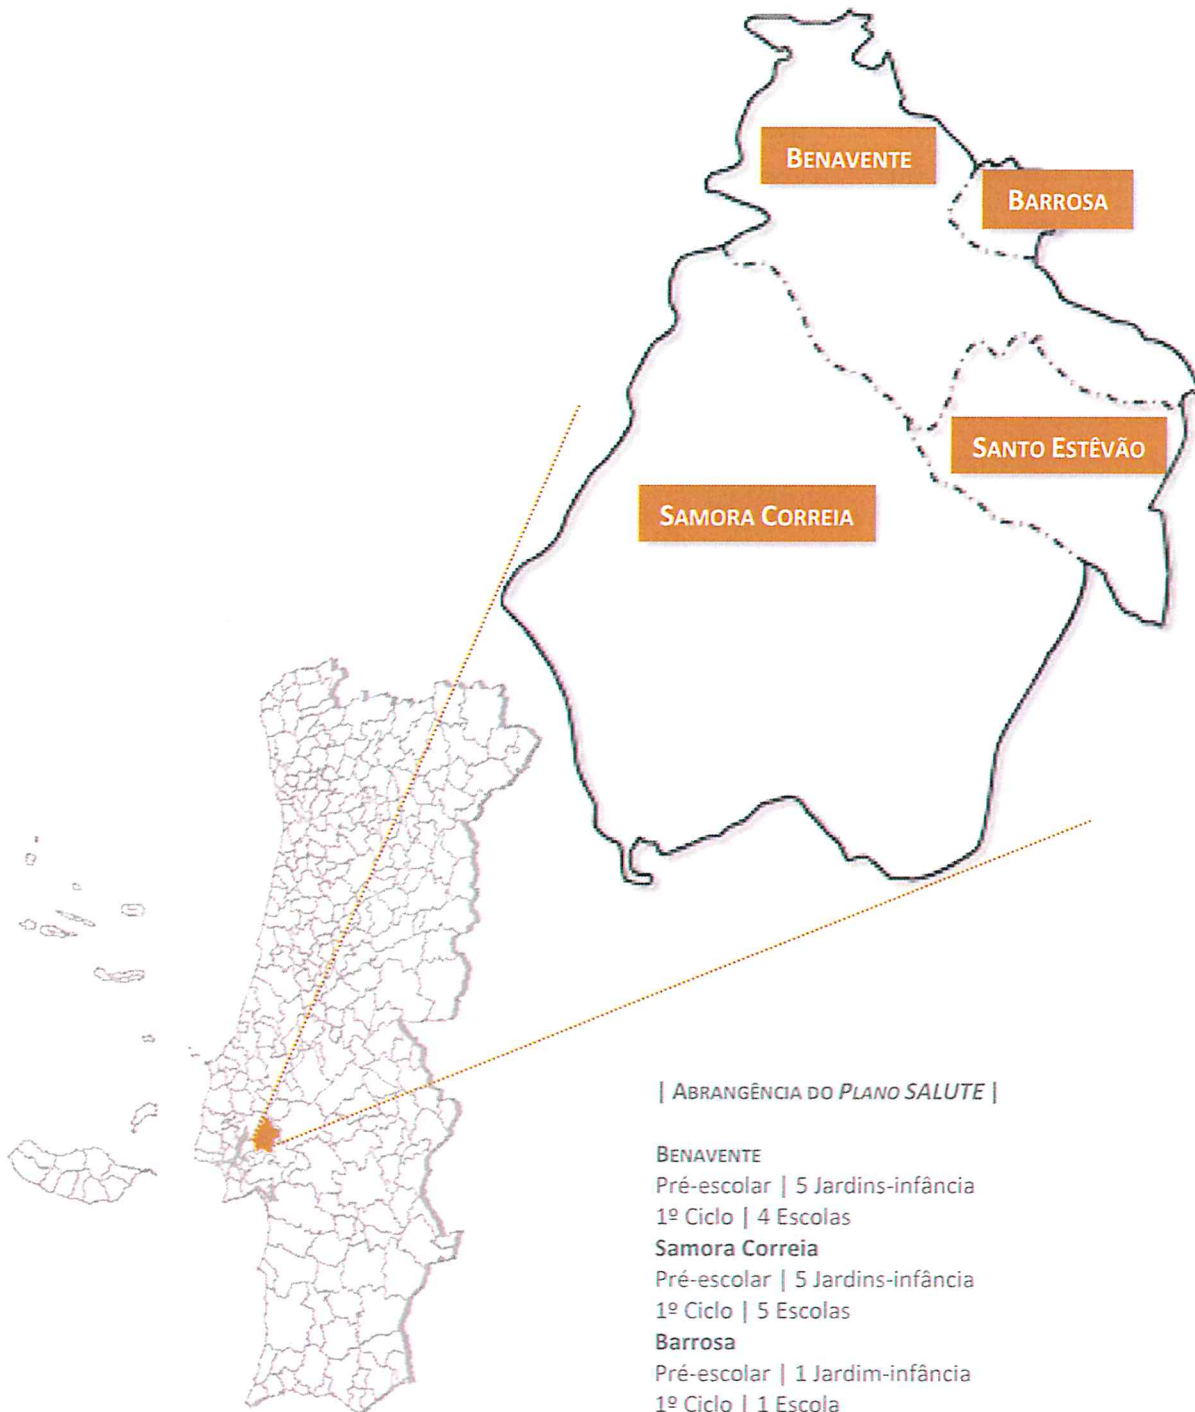 BENAVENTE
BARROSA
SANTO ESTÊVÃO
SAMORA CORREIA
| ABRANGÊNCIA DO PLANO SALUTE |
BENAVENTE
Pré-escolar | 5 Jardins-infância
1º Ciclo | 4 Escolas
Samora Correia
Pré-escolar | 5 Jardins-infância
1º Ciclo | 5 Escolas
Barrosa
Pré-escolar | 1 Jardim-infância
1º Ciclo | 1 Escola